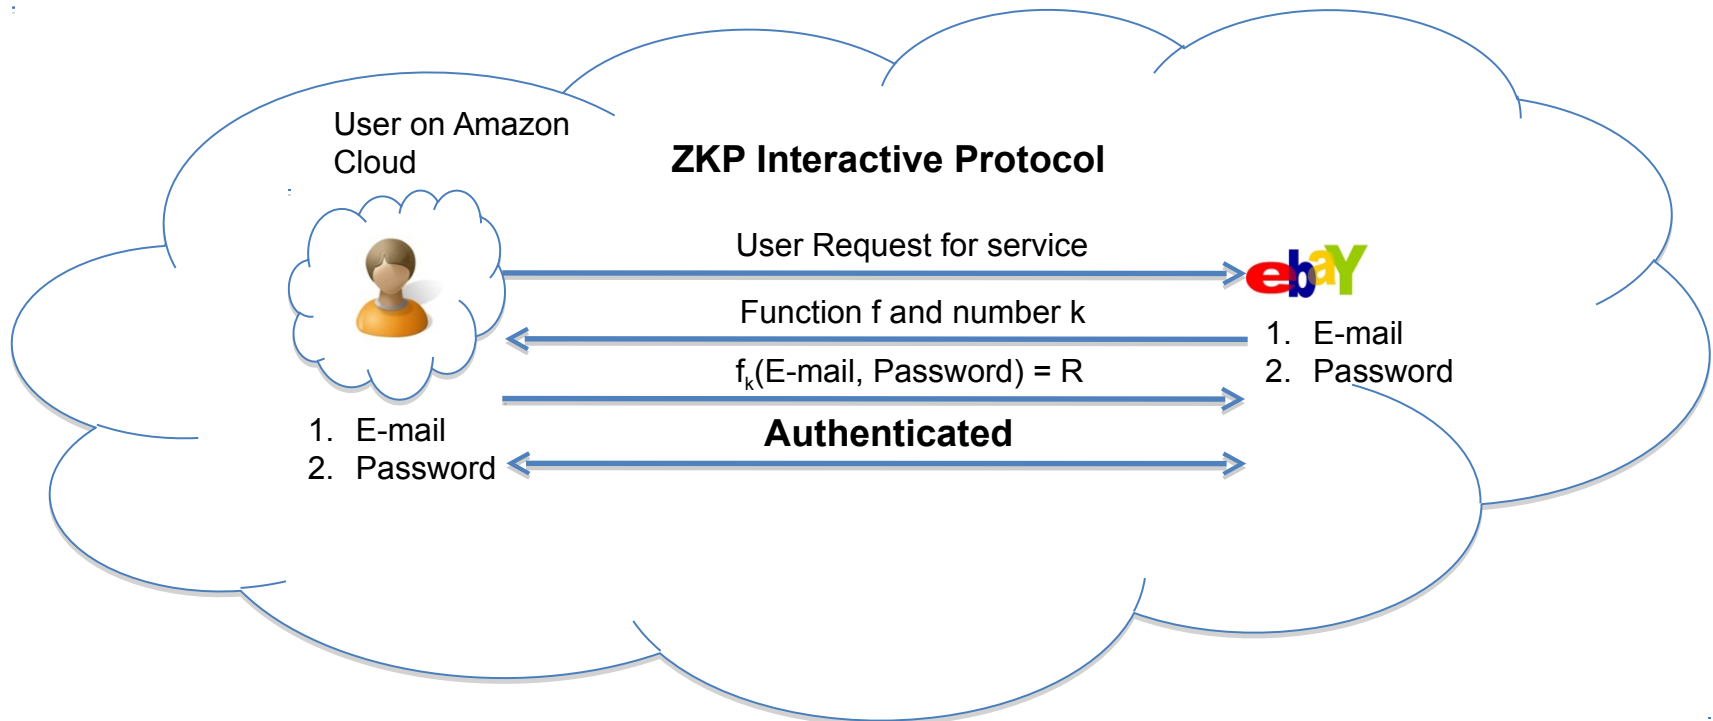 User on Amazon
Cloud
ZKP Interactive Protocol
User Request for service
ebaY
Function f and number k
1. E-mail
2. Password
fₖ(E-mail, Password) = R
Authenticated
1. E-mail
2. Password